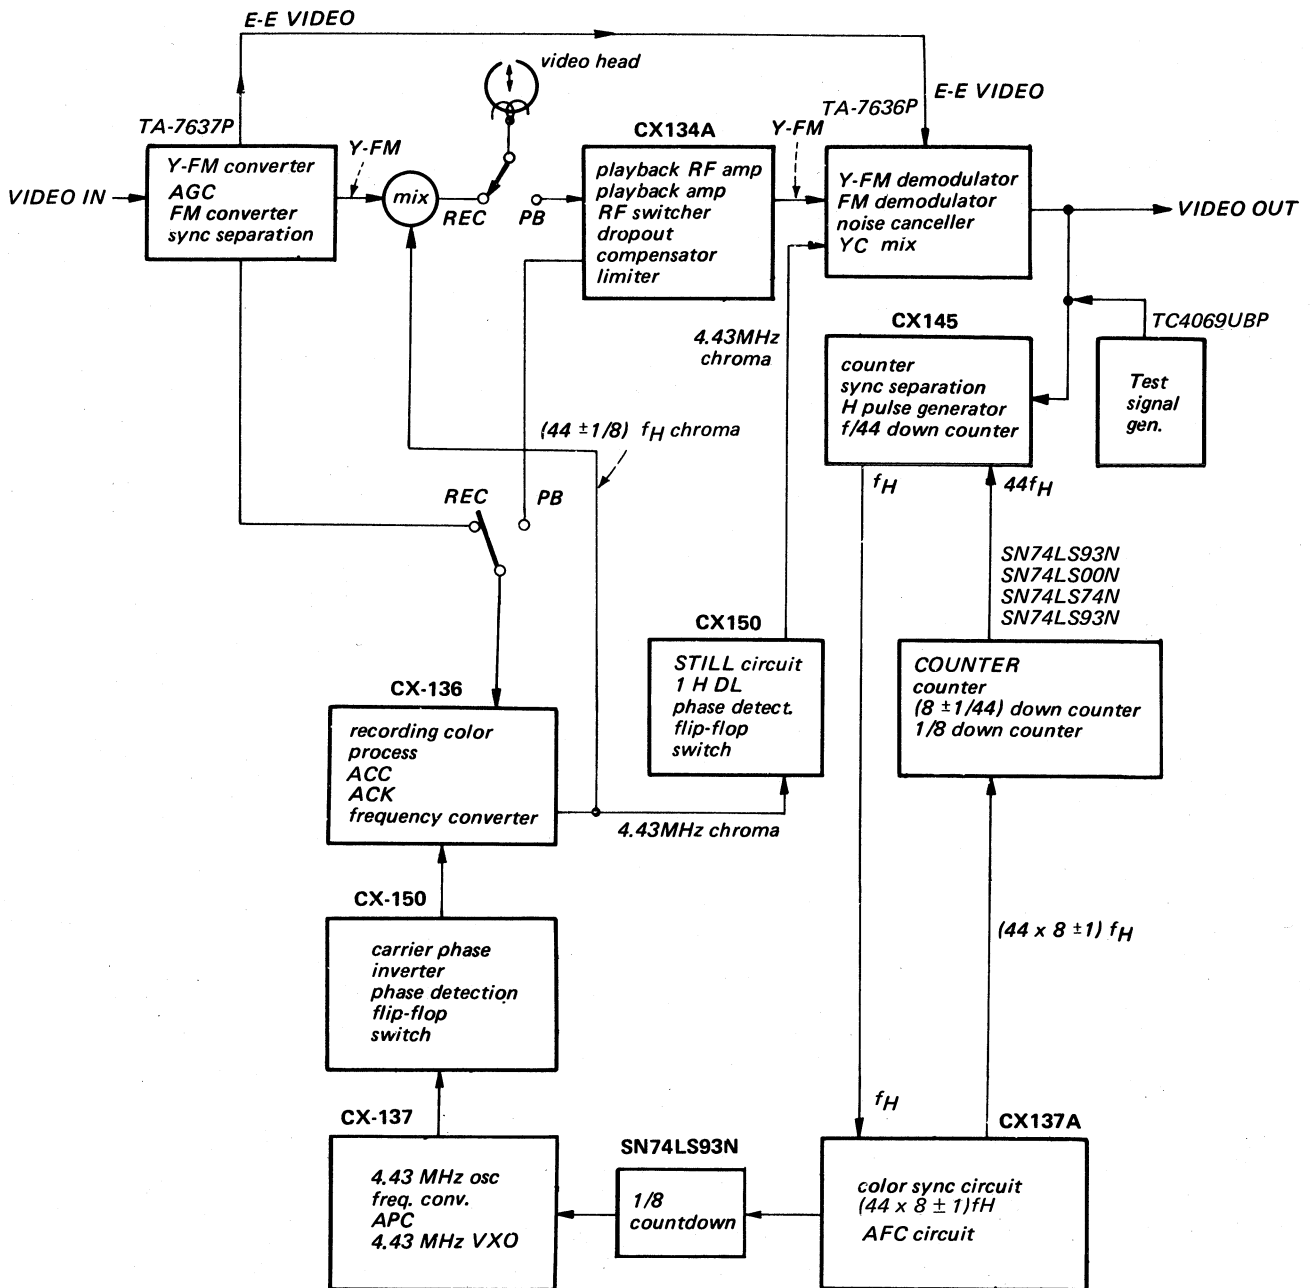 E-E VIDEO
video head
E-E VIDEO
TA-7637P
Y-FM
CX134A
Y-FM
TA-7636P
VIDEO IN
Y-FM converter
AGC
FM converter
sync separation
mix
REC
PB
playback RF amp
playback amp
RF switcher
dropout
compensator
limiter
Y-FM demodulator
FM demodulator
noise canceller
YC mix
VIDEO OUT
4.43MHz
chroma
CX145
TC4069UBP
counter
sync separation
H pulse generator
f/44 down counter
Test
signal
gen.
(44 ±1/8) fH chroma
REC
PB
fH
44fH
SN74LS93N
SN74LS00N
SN74LS74N
SN74LS93N
CX150
STILL circuit
1 H DL
phase detect.
flip-flop
switch
COUNTER
counter
(8 ±1/44) down counter
1/8 down counter
CX-136
recording color
process
ACC
ACK
frequency converter
4.43MHz chroma
CX-150
carrier phase
inverter
phase detection
flip-flop
switch
(44 x 8 ±1) fH
fH
CX-137
4.43 MHz osc
freq. conv.
APC
4.43 MHz VXO
SN74LS93N
1/8
countdown
CX137A
color sync circuit
(44 x 8 ± 1)fH
AFC circuit